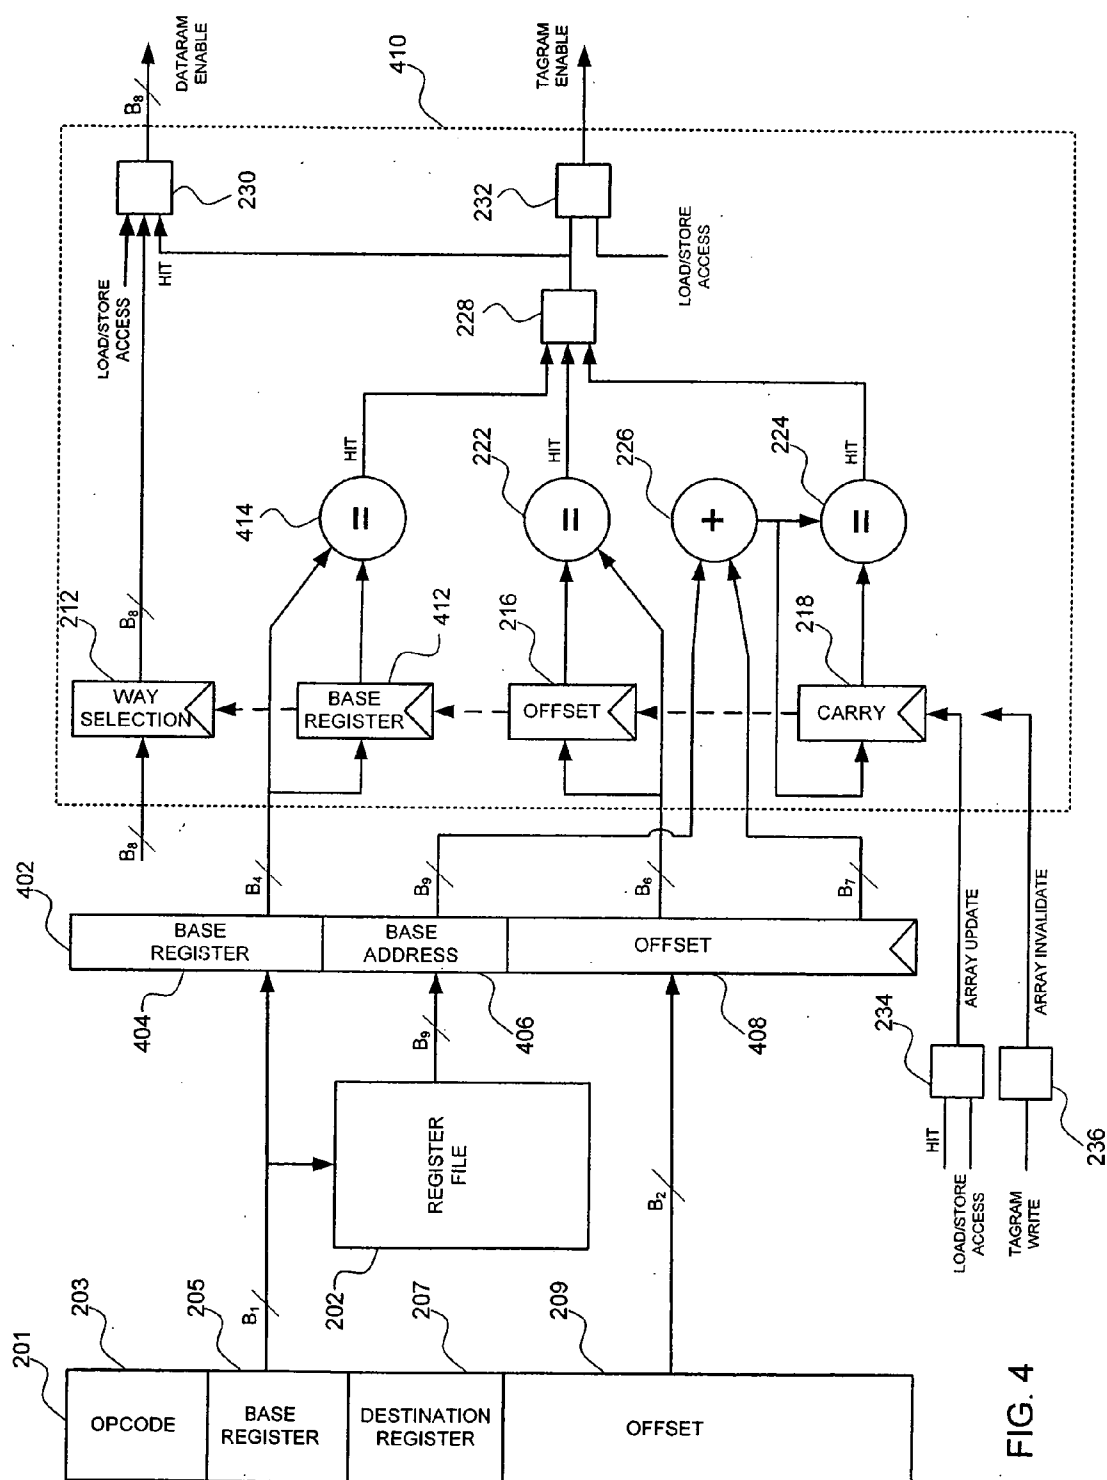 201
203
205
207
209
OPCODE
BASE
REGISTER
DESTINATION
REGISTER
OFFSET
B1
B2
202
REGISTER
FILE
B9
402
404
406
408
BASE
REGISTER
BASE
ADDRESS
OFFSET
B8
B4
B9
B6
B7
HIT
LOAD/STORE
ACCESS
234
ARRAY UPDATE
TAGRAM
WRITE
236
ARRAY INVALIDATE
212
WAY
SELECTION
B8
412
BASE
REGISTER
216
OFFSET
218
CARRY
414
=
HIT
222
=
HIT
226
+
224
=
HIT
228
LOAD/STORE
ACCESS
HIT
230
B8
DATARAM
ENABLE
232
LOAD/STORE
ACCESS
TAGRAM
ENABLE
410
FIG. 4